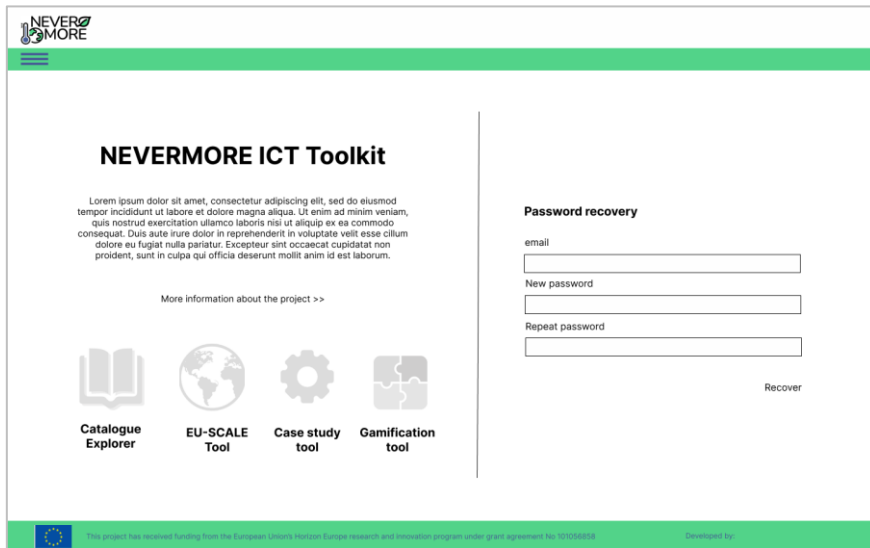 NEVER
MORE
NEVERMORE ICT Toolkit
Lorem ipsum dolor sit amet, consectetur adipiscing elit, sed do eiusmod
tempor incididunt ut labore et dolore magna aliqua. Ut enim ad minim veniam,
quis nostrud exercitation ullamco laboris nisi ut aliquip ex ea commodo
consequat. Duis aute irure dolor in reprehenderit in voluptate velit esse cillum
dolore eu fugiat nulla pariatur. Excepteur sint occaecat cupidatat non
proident, sunt in culpa qui officia deserunt mollit anim id est laborum.
More information about the project >>
Catalogue
Explorer
EU-SCALE
Tool
Case study
tool
Gamification
tool
Password recovery
email
New password
Repeat password
Recover
This project has received funding from the European Union's Horizon Europe research and innovation program under grant agreement No 101056858
Developed by: